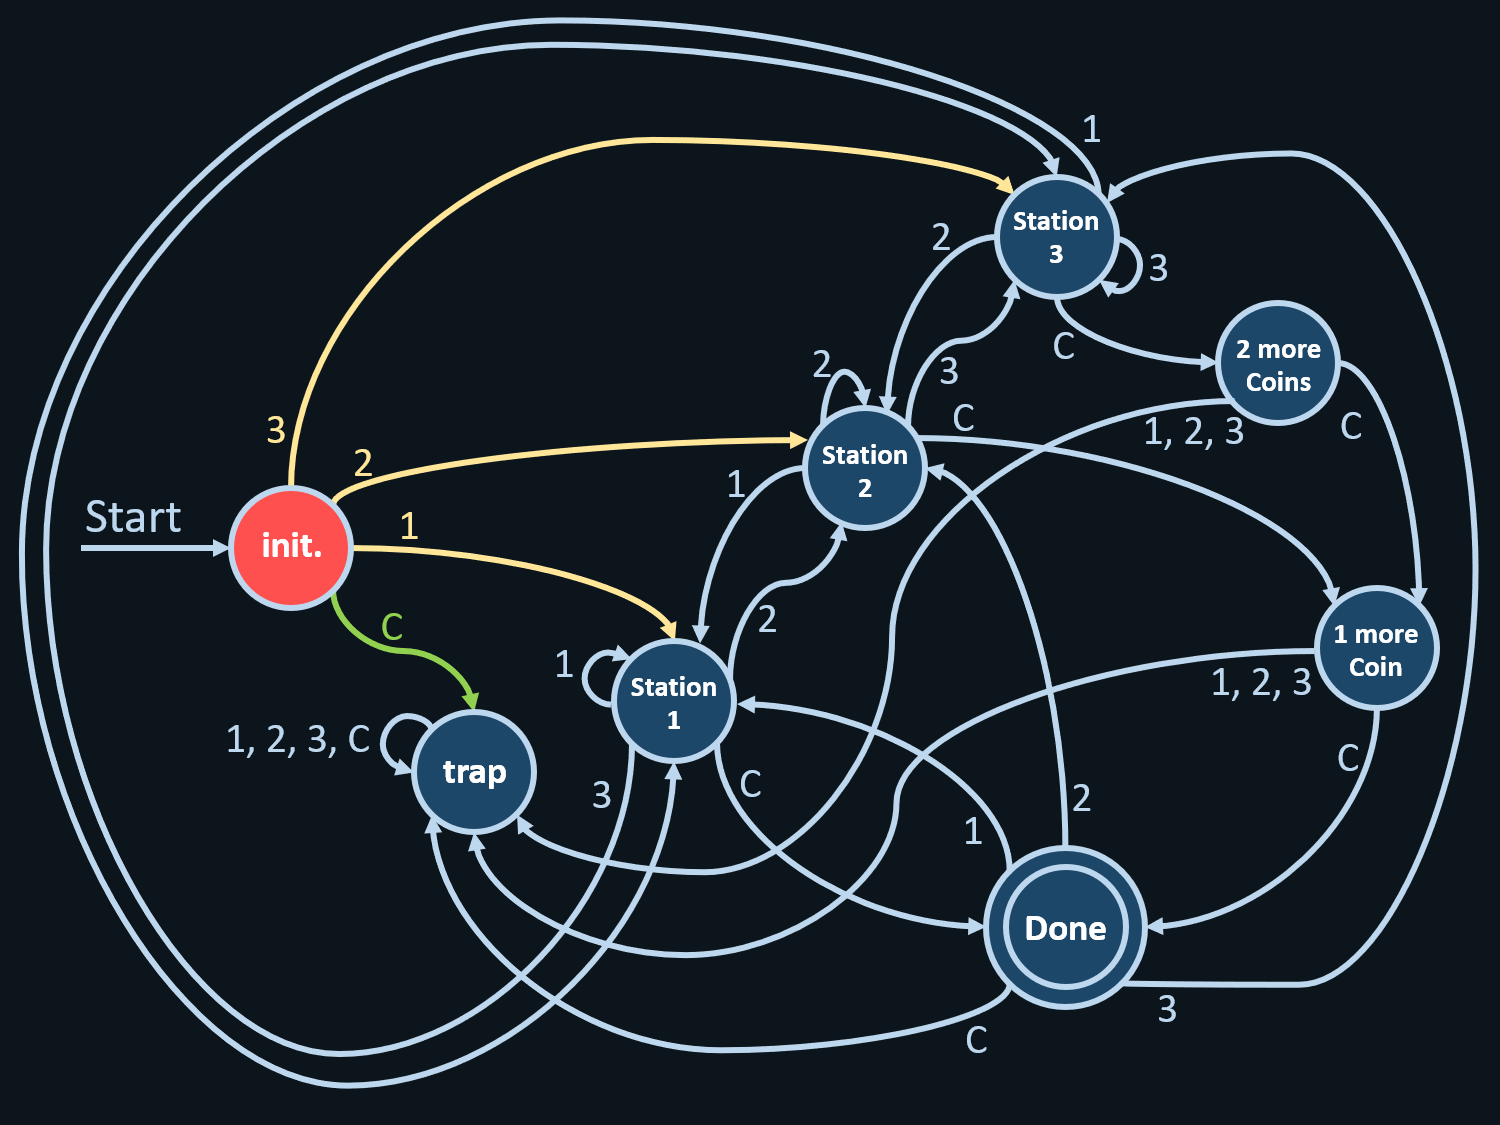 1
Station
3
2
3
2 more
Coins
C
2
3
C
C
1, 2, 3
3
2
Station
2
1
Start
1
init.
2
C
1
Station
1
1 more
Coin
1, 2, 3
1, 2, 3, C
trap
3
C
C
2
1
Done
3
C